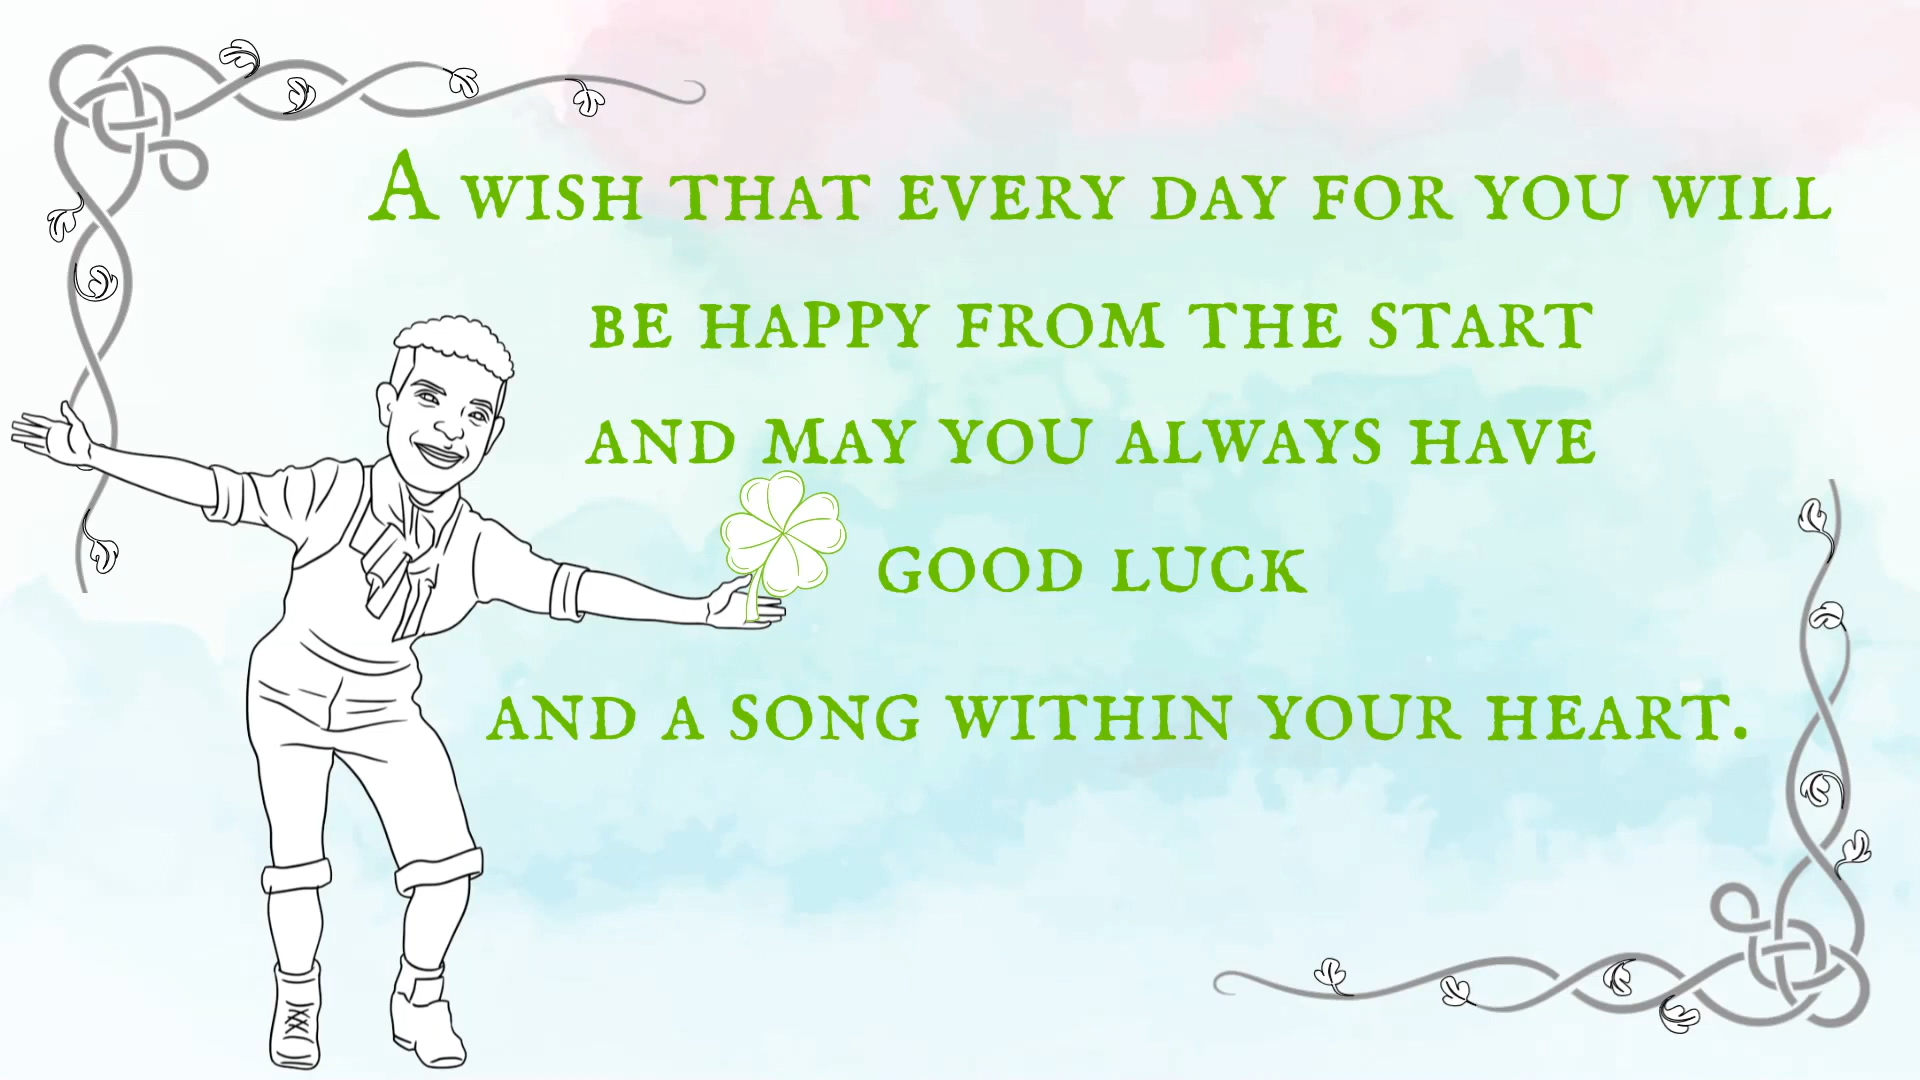 A wish that every day for you will
be happy from the start
and may you always have
good luck
and a song within your heart.